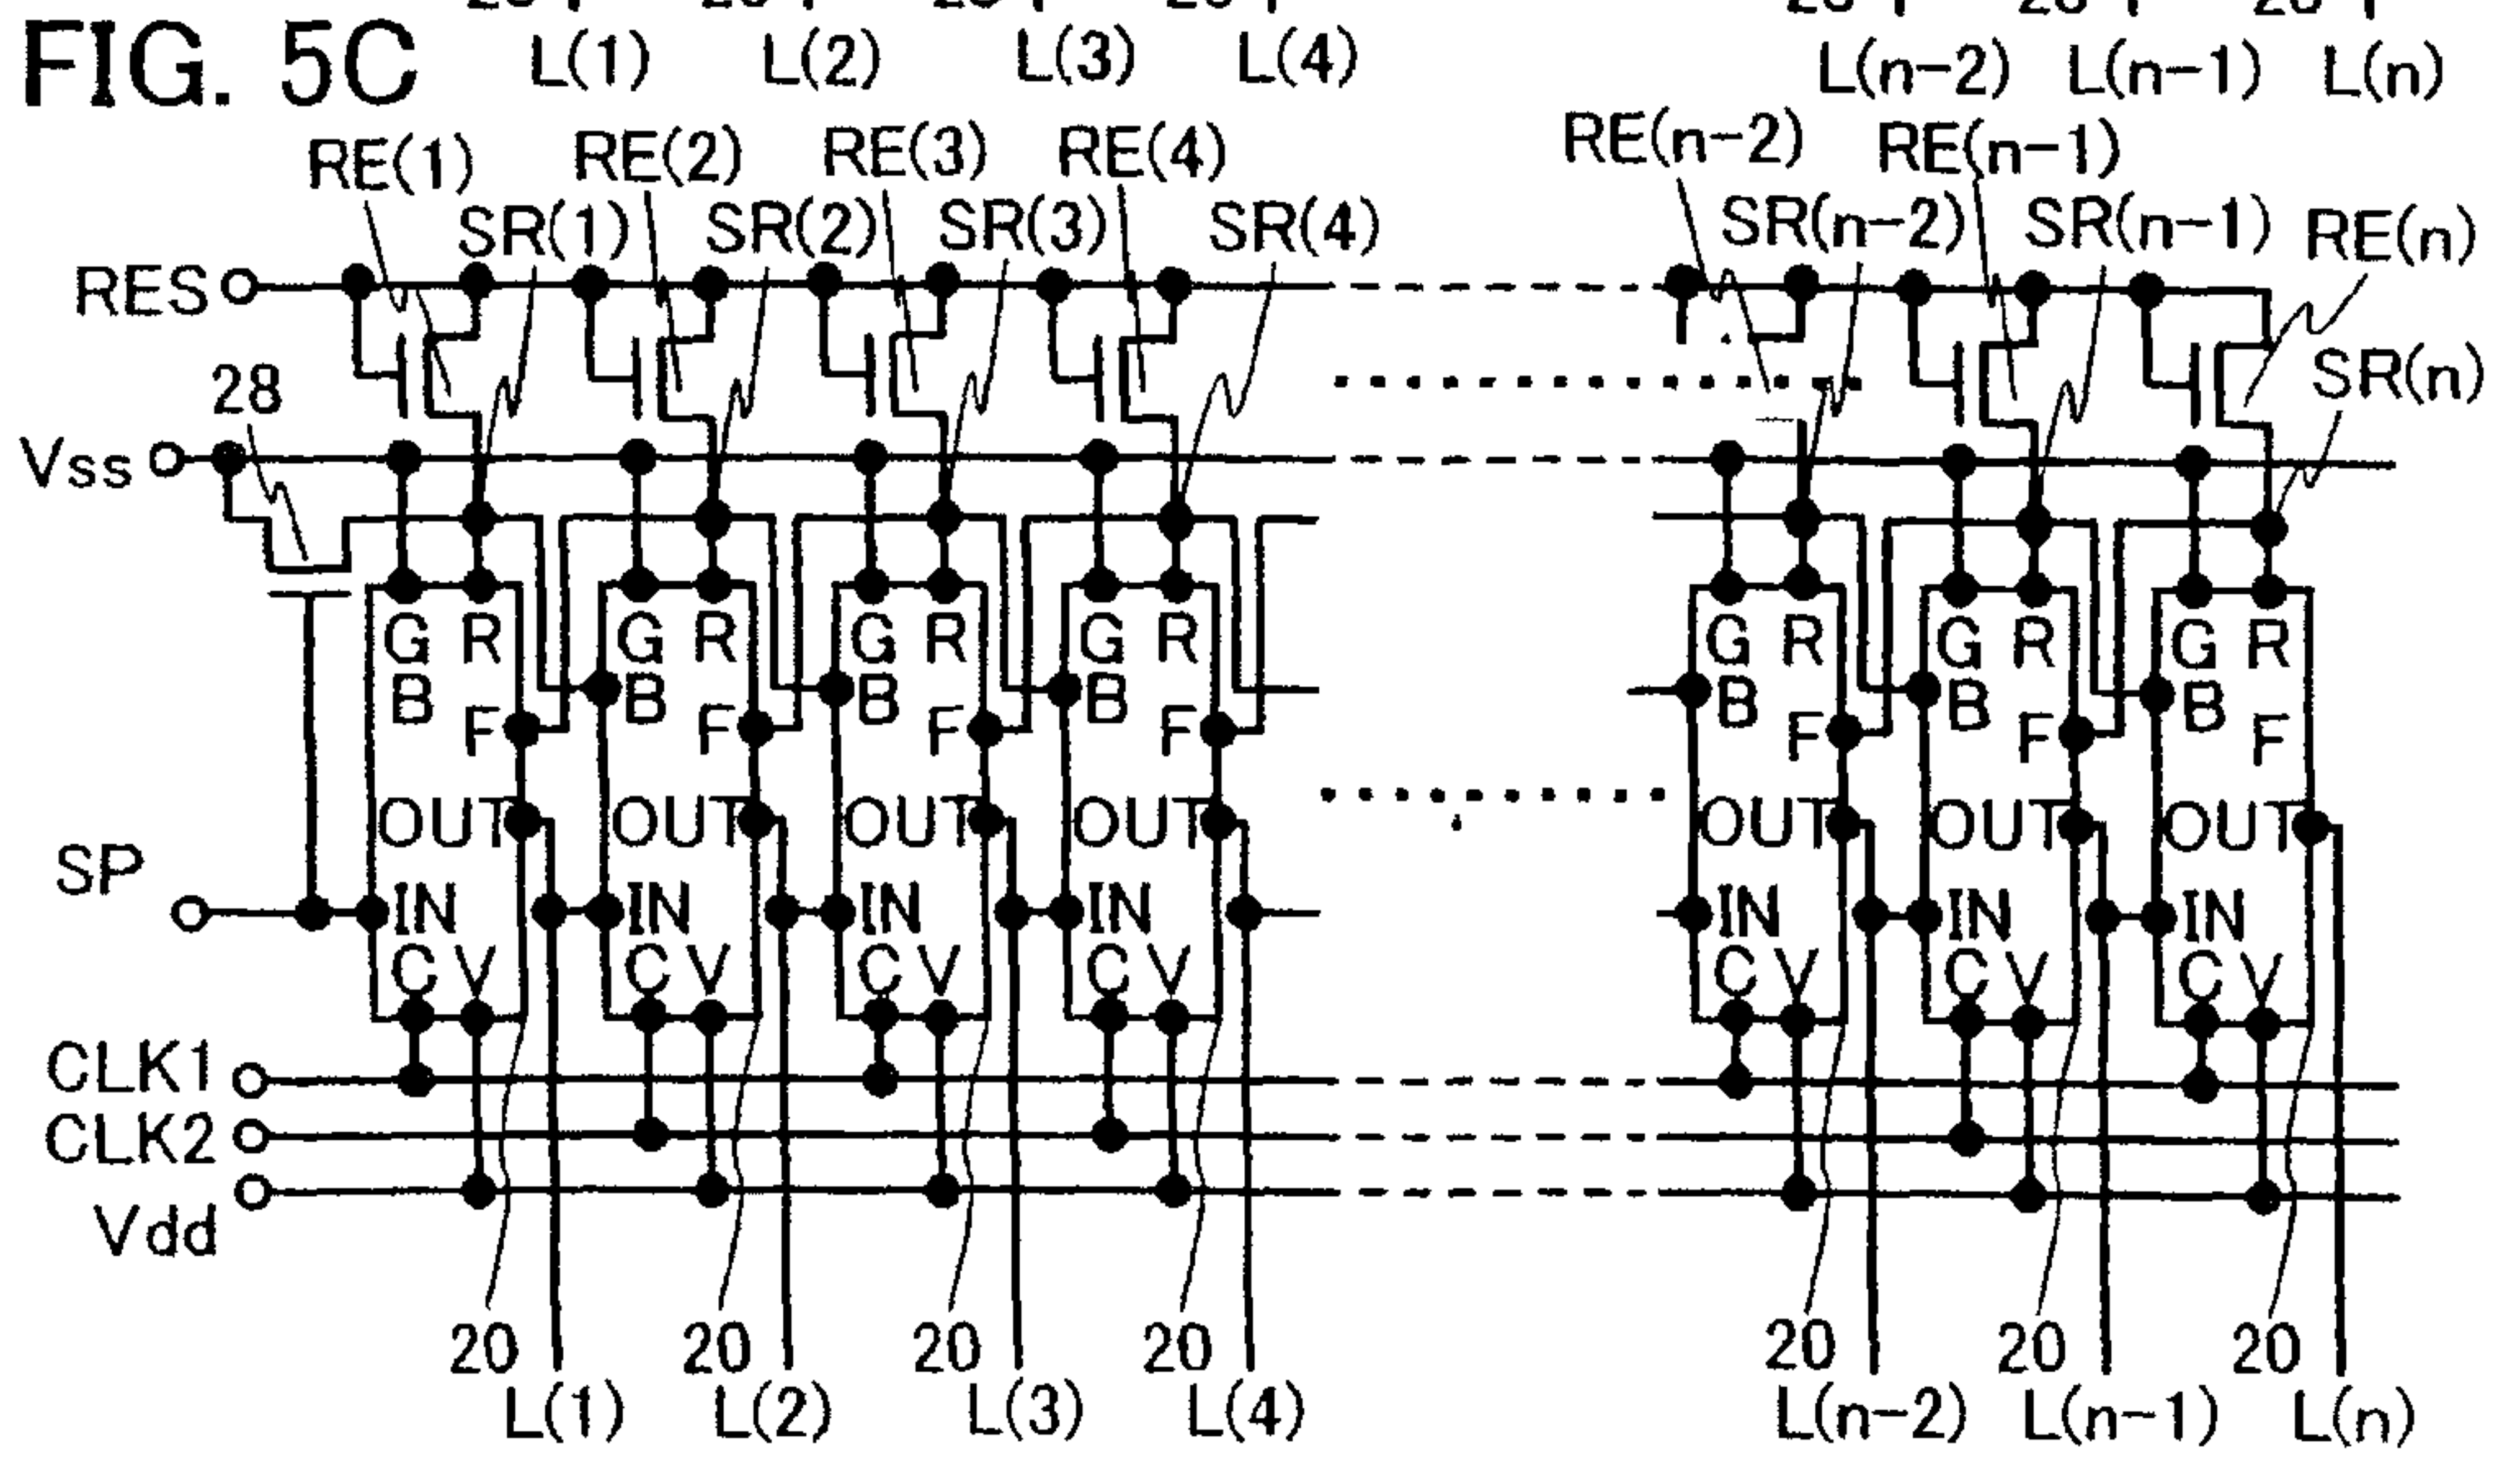 FIG. 5C
L(1) L(2) L(3) L(4) L(n-2) L(n-1) L(n)
RE(1) RE(2) RE(3) RE(4) RE(n-2) RE(n-1)
SR(1) SR(2) SR(3) SR(4) SR(n-2) SR(n-1) RE(n)
RES
28 SR(n)
Vss
G R G R G R G R G R G R G R
B B B B B B B
F F F F F F F
OUT OUT OUT OUT OUT OUT OUT
SP
IN IN IN IN IN IN IN
C V C V C V C V C V C V C V
CLK1
CLK2
Vdd
20 20 20 20 20 20 20
L(1) L(2) L(3) L(4) L(n-2) L(n-1) L(n)